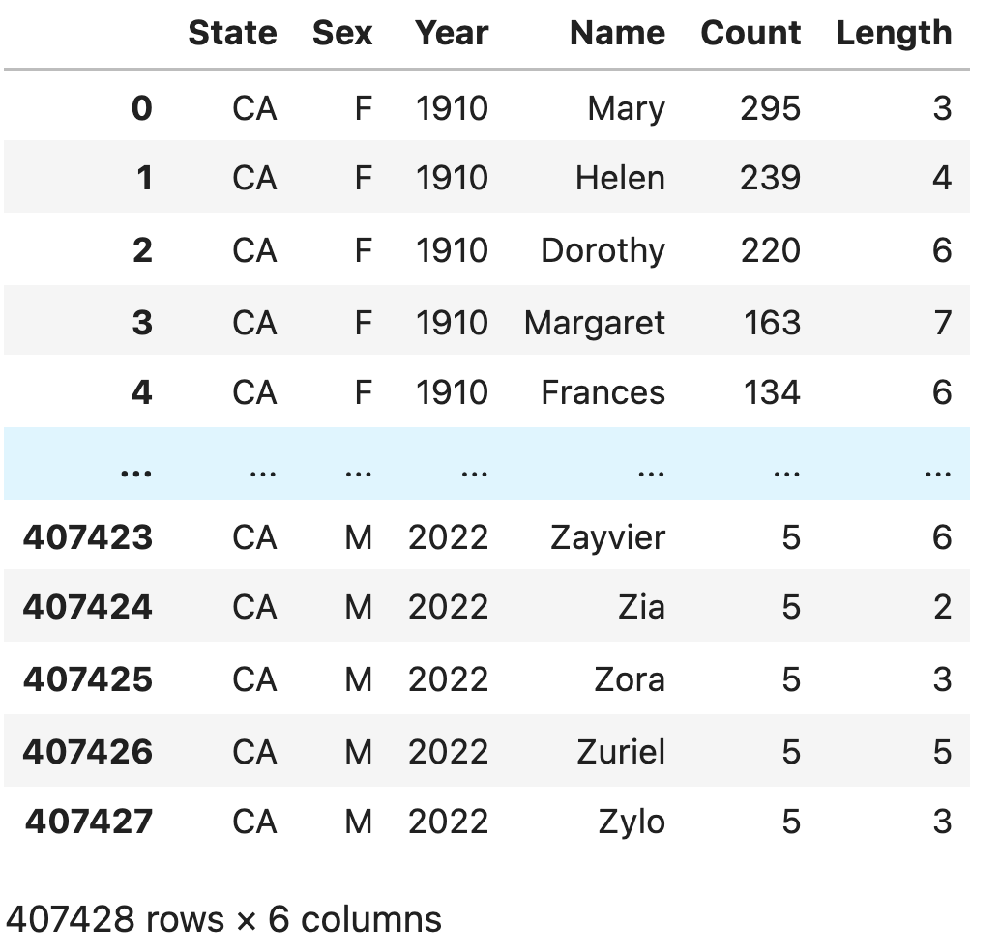 State Sex Year Name Count Length
0 CA F 1910 Mary 295 3
1 CA F 1910 Helen 239 4
2 CA F 1910 Dorothy 220 6
3 CA F 1910 Margaret 163 7
4 CA F 1910 Frances 134 6
... ... ... ... ... ... ...
407423 CA M 2022 Zayvier 5 6
407424 CA M 2022 Zia 5 2
407425 CA M 2022 Zora 5 3
407426 CA M 2022 Zuriel 5 5
407427 CA M 2022 Zylo 5 3
407428 rows × 6 columns